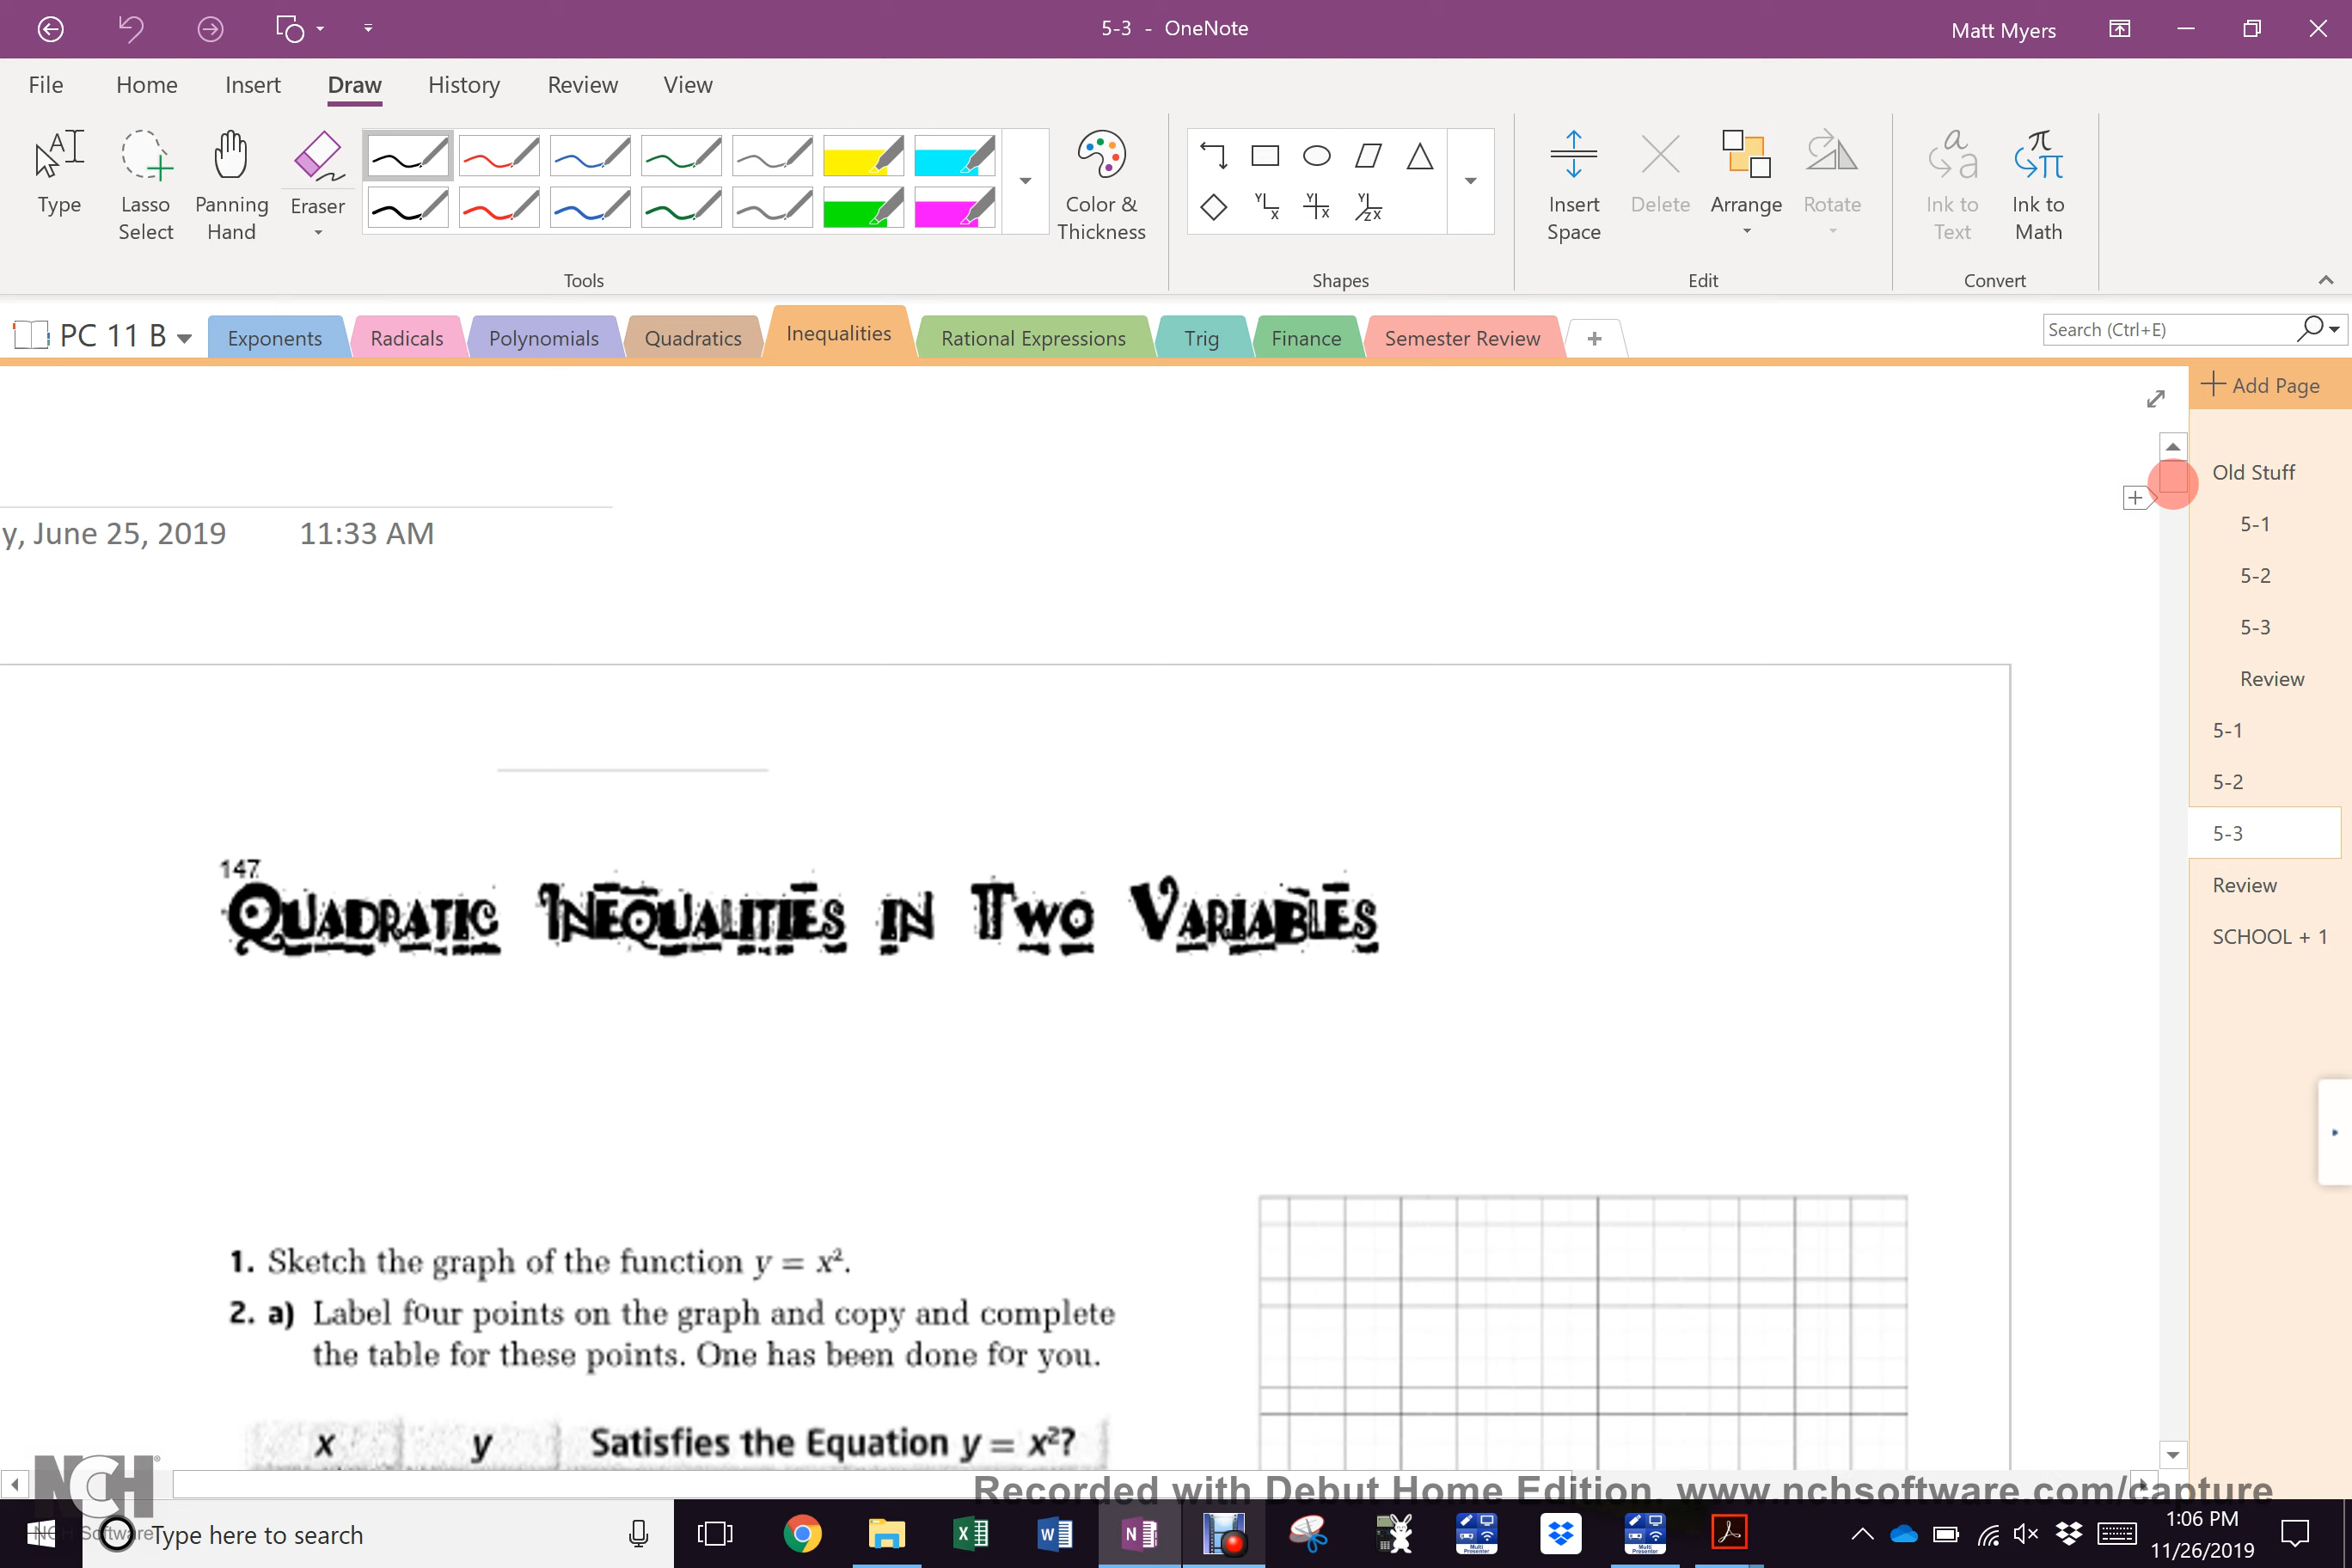 5-3 - OneNote
Matt Myers
File Home Insert Draw History Review View
Type
Lasso Select
Panning Hand
Eraser
Color & Thickness
Insert Space
Delete
Arrange
Rotate
Ink to Text
Ink to Math
Tools
Shapes
Edit
Convert
PC 11 B
Exponents Radicals Polynomials Quadratics Inequalities Rational Expressions Trig Finance Semester Review
Search (Ctrl+E)
Add Page
Old Stuff
5-1
5-2
5-3
Review
5-1
5-2
5-3
Review
SCHOOL + 1
y, June 25, 2019 11:33 AM
147
QUADRATIC INEQUALITIES IN TWO VARIABLES
1. Sketch the graph of the function y = x².
2. a) Label four points on the graph and copy and complete
the table for these points. One has been done for you.
x y Satisfies the Equation y = x²?
NCH®
NCH Software
Recorded with Debut Home Edition. www.nchsoftware.com/capture
Type here to search
1:06 PM
11/26/2019